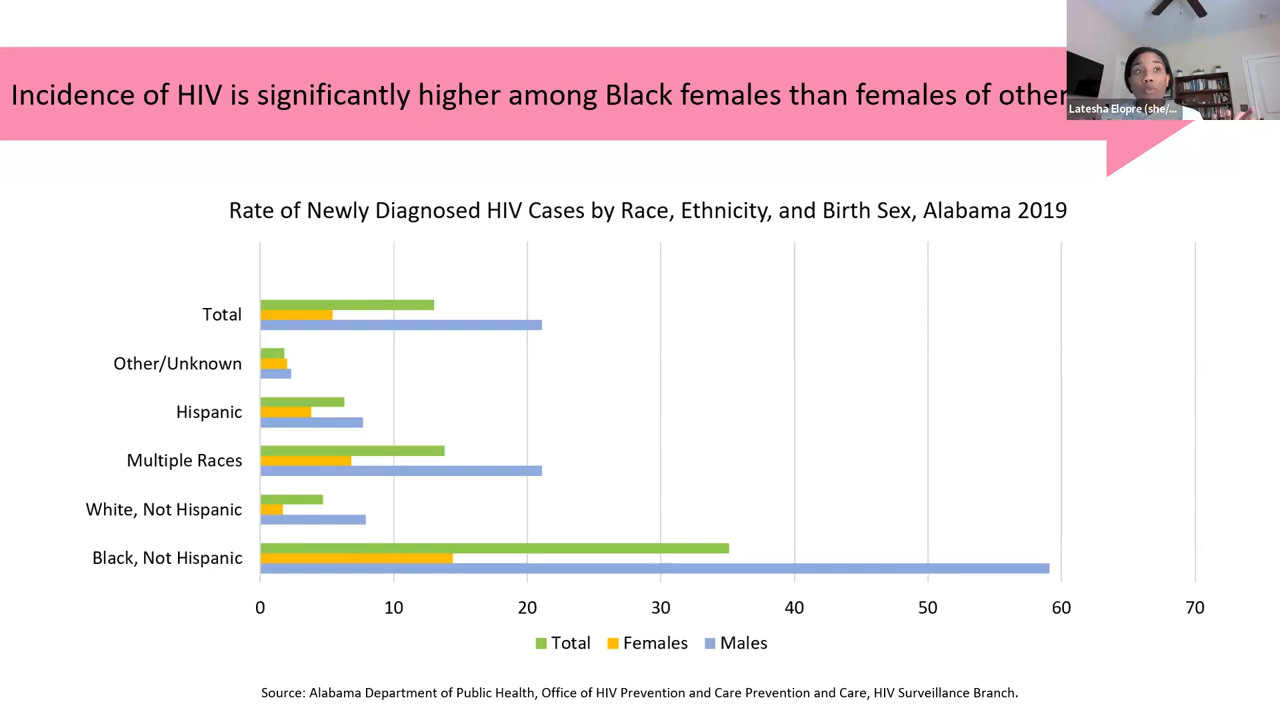 Incidence of HIV is significantly higher among Black females than females of other
Latesha Elopre (she/...
Rate of Newly Diagnosed HIV Cases by Race, Ethnicity, and Birth Sex, Alabama 2019
Total
Other/Unknown
Hispanic
Multiple Races
White, Not Hispanic
Black, Not Hispanic
0 10 20 30 40 50 60 70
Total Females Males
Source: Alabama Department of Public Health, Office of HIV Prevention and Care Prevention and Care, HIV Surveillance Branch.